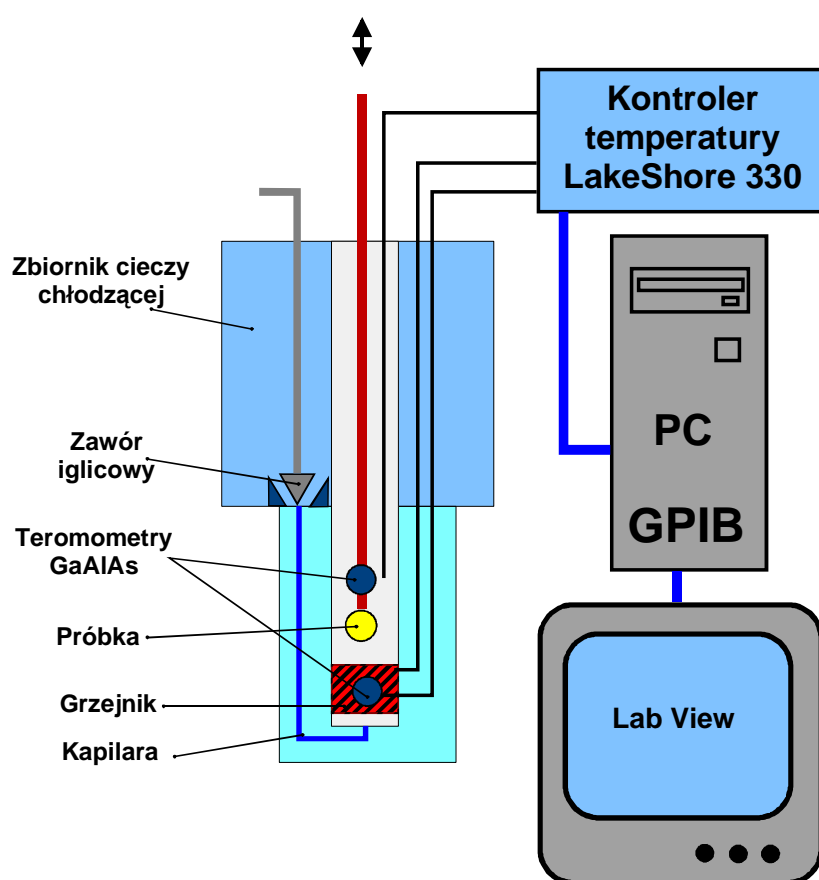 Kontroler
temperatury
LakeShore 330
Zbiornik cieczy
chłodzącej
PC
GPIB
Zawór
iglicowy
Teromometry
GaAlAs
Próbka
Grzejnik
Kapilara
Lab View